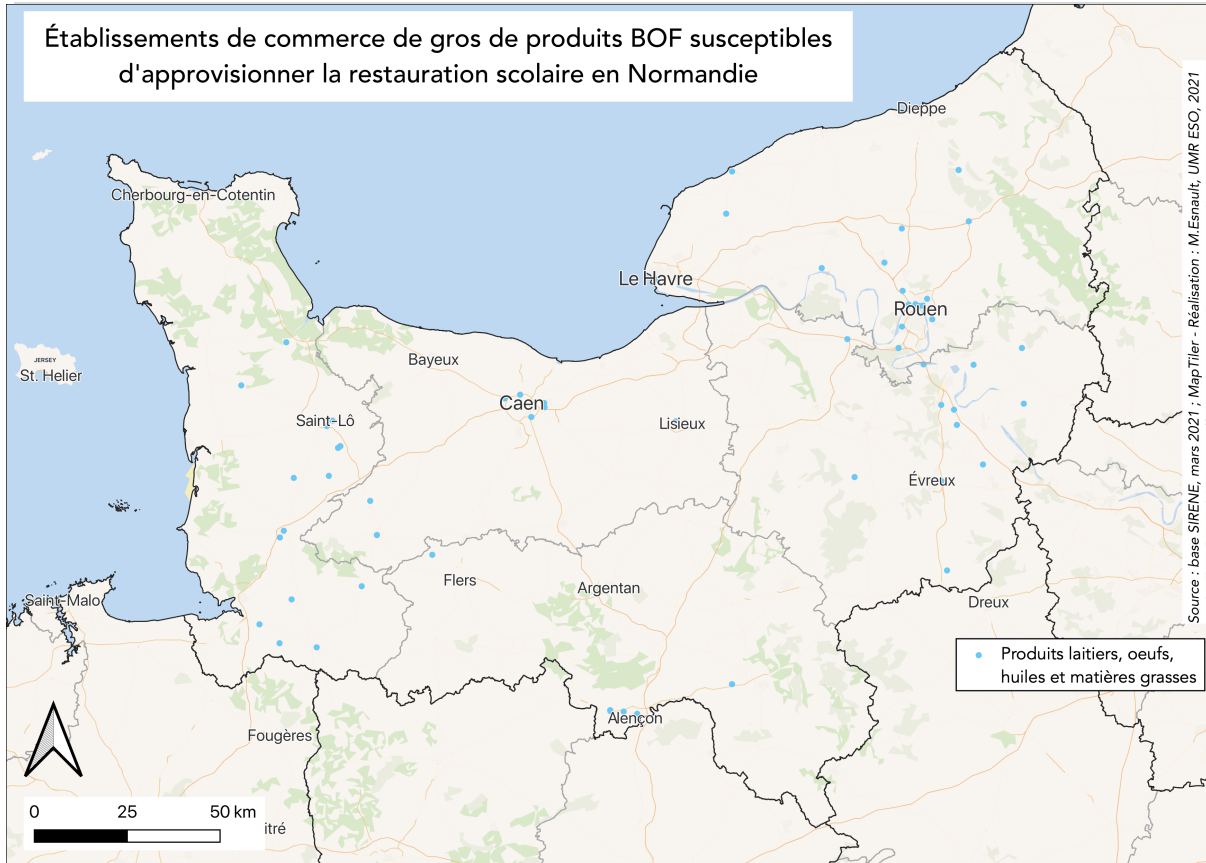 Établissements de commerce de gros de produits BOF susceptibles
d'approvisionner la restauration scolaire en Normandie
Dieppe
Cherbourg-en-Cotentin
Le Havre
Rouen
JERSEY
St. Helier
Bayeux
Caen
Saint-Lô
Lisieux
Évreux
Flers
Argentan
Saint-Malo
Dreux
Produits laitiers, oeufs,
huiles et matières grasses
Alençon
Fougères
0 25 50 km
itré
Source : base SIRENE, mars 2021 ; MapTiler - Réalisation : M.Esnault, UMR ESO, 2021